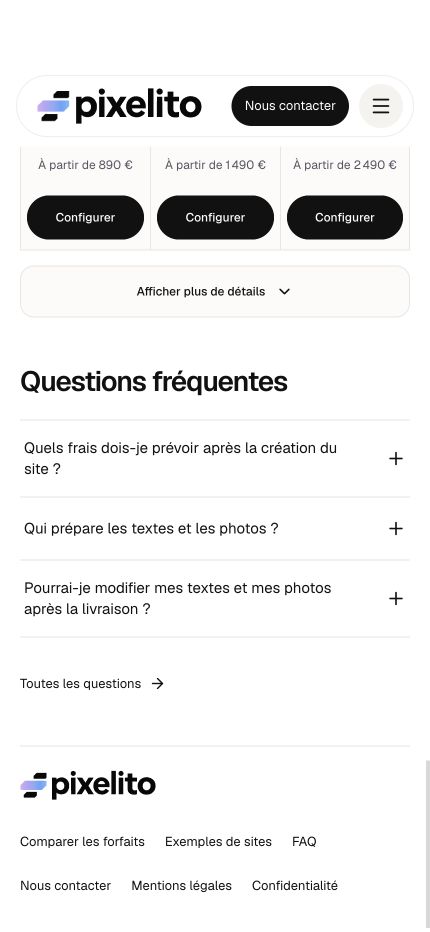 pixelito
Nous contacter
À partir de 890 €
À partir de 1 490 €
À partir de 2 490 €
Configurer
Configurer
Configurer
Afficher plus de détails
Questions fréquentes
Quels frais dois-je prévoir après la création du
site ?
Qui prépare les textes et les photos ?
Pourrai-je modifier mes textes et mes photos
après la livraison ?
Toutes les questions
pixelito
Comparer les forfaits
Exemples de sites
FAQ
Nous contacter
Mentions légales
Confidentialité